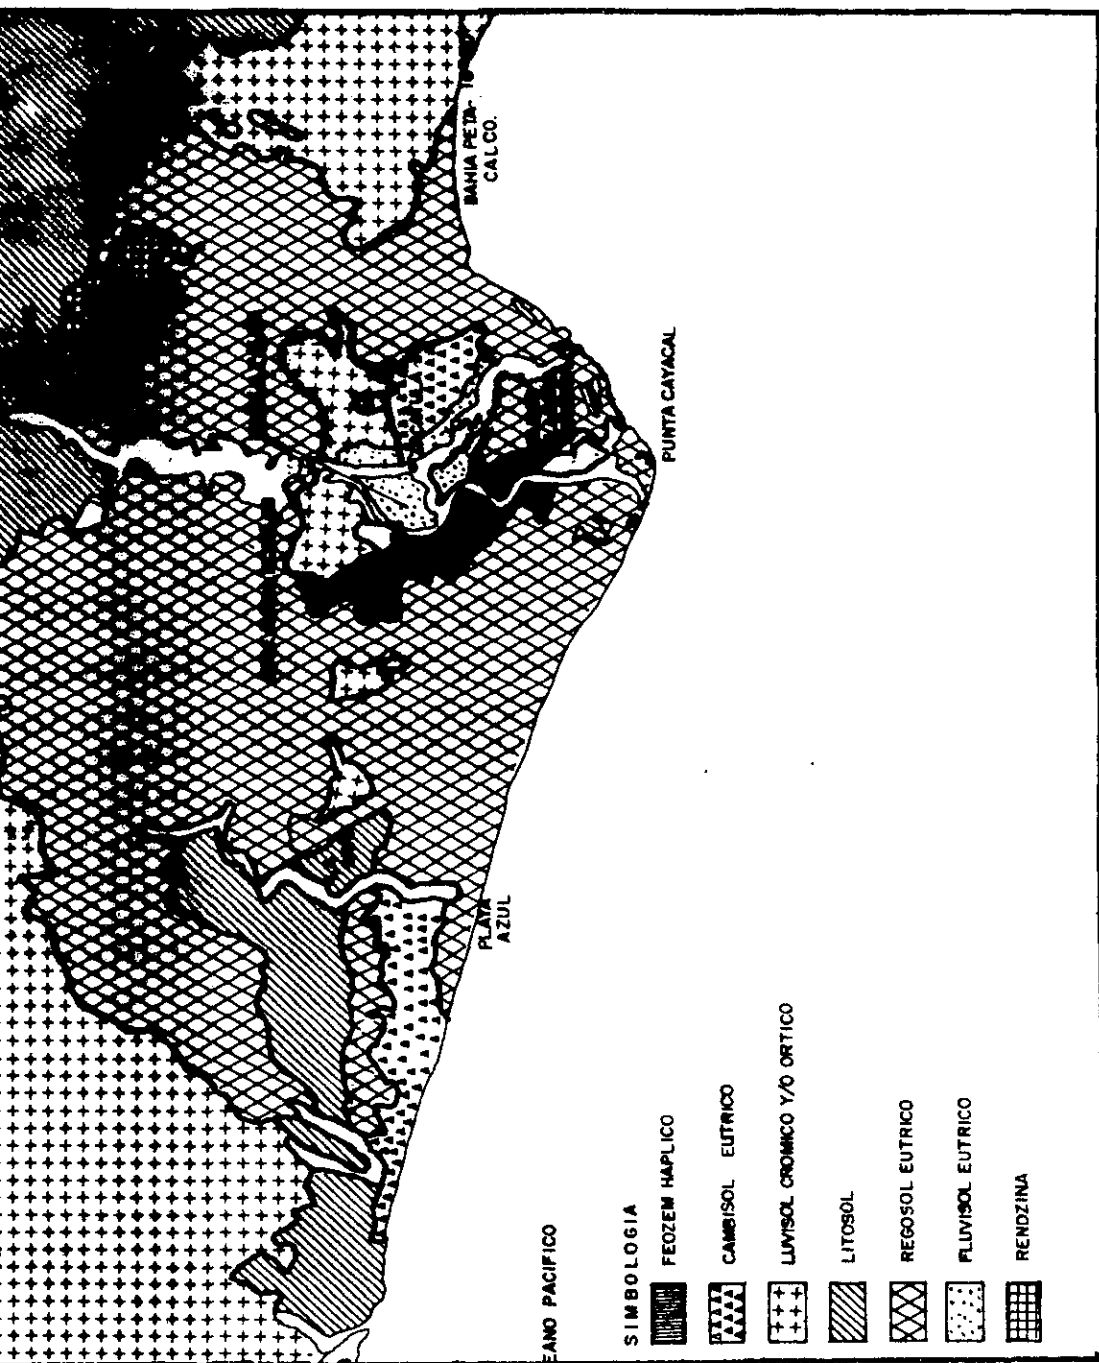 BAHIA PETA-
CALCO.
PUNTA CAYACAL
PLAYA
AZUL
EANO PACIFICO
SIMBOLOGIA
FEOZEM HAPLICO
CAMBISOL EUTRICO
LUVISOL CROMICO Y/O ORTICO
LITOSOL
REGOSOL EUTRICO
FLUVISOL EUTRICO
RENDZINA